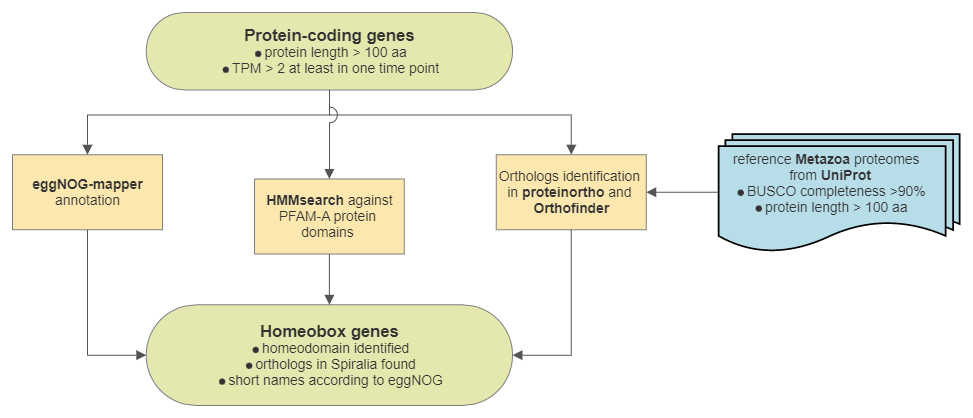 Protein-coding genes
● protein length > 100 aa
● TPM > 2 at least in one time point
eggNOG-mapper
annotation
HMMsearch against
PFAM-A protein
domains
Orthologs identification
in proteinortho and
Orthofinder
reference Metazoa proteomes
from UniProt
● BUSCO completeness >90%
● protein length > 100 aa
Homeobox genes
● homeodomain identified
● orthologs in Spiralia found
● short names according to eggNOG